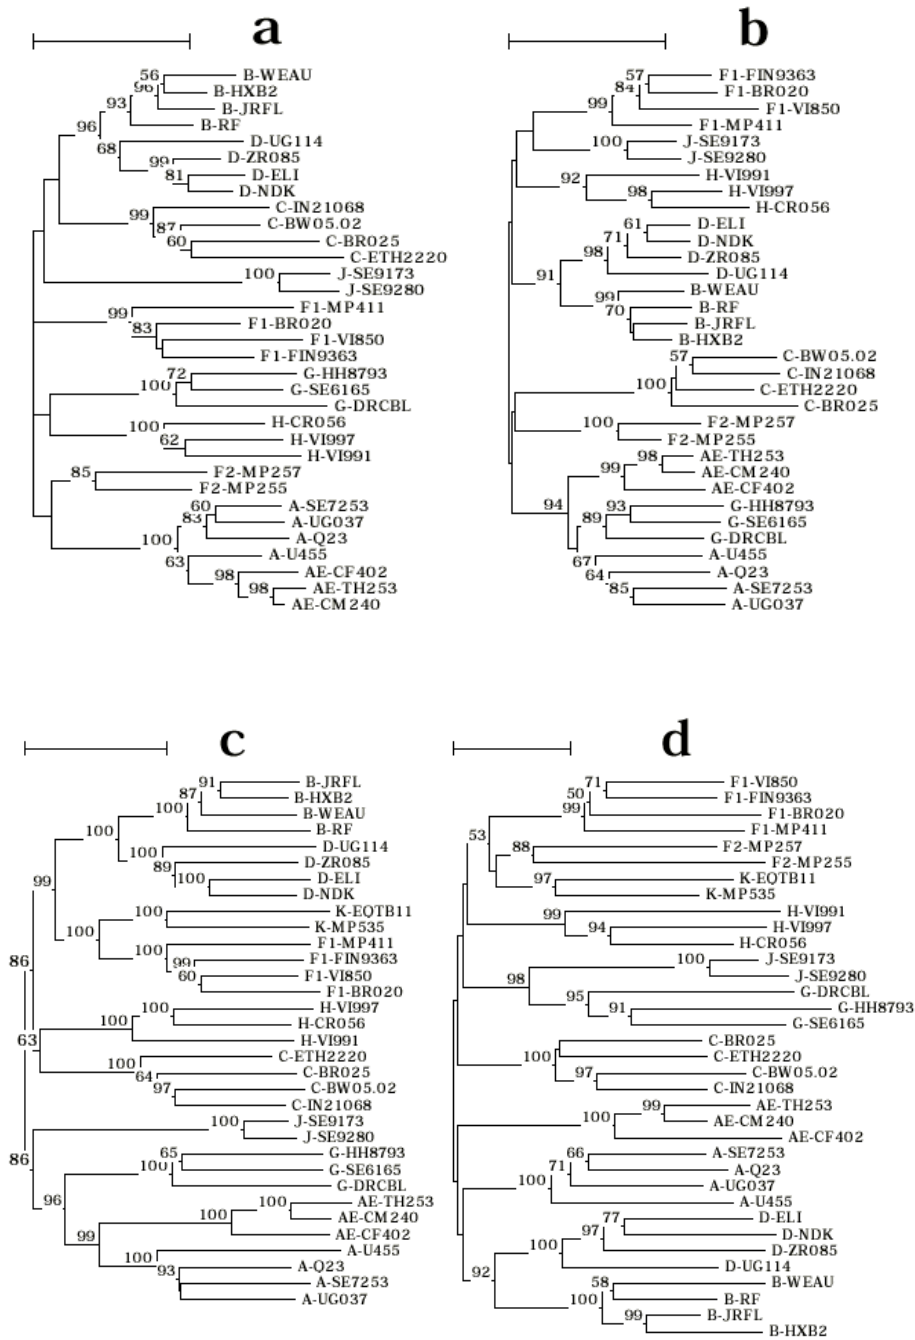 a
56 B-WEAU
96 B-HXB2
93 B-JRFL
B-RF
96
68 D-UG114
99 D-ZR085
81 D-ELI
D-NDK
99 C-IN21068
87 C-BW05.02
60 C-BR025
C-ETH2220
100 J-SE9173
J-SE9280
99 F1-MP411
83 F1-BR020
F1-VI850
F1-FIN9363
72 G-HH8793
100 G-SE6165
G-DRCBL
100 H-CR056
62 H-VI997
H-VI991
85 F2-MP257
F2-MP255
60 A-SE7253
83 A-UG037
A-Q23
100
63 A-U455
98 AE-CF402
98 AE-TH253
AE-CM240
b
57 F1-FIN9363
84 F1-BR020
99 F1-VI850
F1-MP411
100 J-SE9173
J-SE9280
92 H-VI991
98 H-VI997
H-CR056
61 D-ELI
71 D-NDK
98 D-ZR085
D-UG114
91
99 B-WEAU
70 B-RF
B-JRFL
B-HXB2
57 C-BW05.02
C-IN21068
100 C-ETH2220
C-BR025
100 F2-MP257
F2-MP255
98 AE-TH253
99 AE-CM240
AE-CF402
94
93 G-HH8793
89 G-SE6165
G-DRCBL
67 A-U455
64 A-Q23
85 A-SE7253
A-UG037
c
91 B-JRFL
87 B-HXB2
100 B-WEAU
B-RF
100
100 D-UG114
89 D-ZR085
100 D-ELI
D-NDK
99
100 K-EQTB11
K-MP535
100
100 F1-MP411
99 F1-FIN9363
60 F1-VI850
F1-BR020
86
100 H-VI997
100 H-CR056
H-VI991
63
100 C-ETH2220
64 C-BR025
97 C-BW05.02
C-IN21068
100 J-SE9173
J-SE9280
86
65 G-HH8793
100 G-SE6165
G-DRCBL
96
100 AE-TH253
100 AE-CM240
AE-CF402
99
100 A-U455
93 A-Q23
A-SE7253
A-UG037
d
71 F1-VI850
50 F1-FIN9363
99 F1-BR020
F1-MP411
53
88 F2-MP257
F2-MP255
97 K-EQTB11
K-MP535
99 H-VI991
94 H-VI997
H-CR056
100 J-SE9173
J-SE9280
98
95 G-DRCBL
91 G-HH8793
G-SE6165
C-BR025
100 C-ETH2220
97 C-BW05.02
C-IN21068
99 AE-TH253
100 AE-CM240
AE-CF402
66 A-SE7253
71 A-Q23
100 A-UG037
A-U455
77 D-ELI
97 D-NDK
100 D-ZR085
D-UG114
92
58 B-WEAU
100 B-RF
99 B-JRFL
B-HXB2